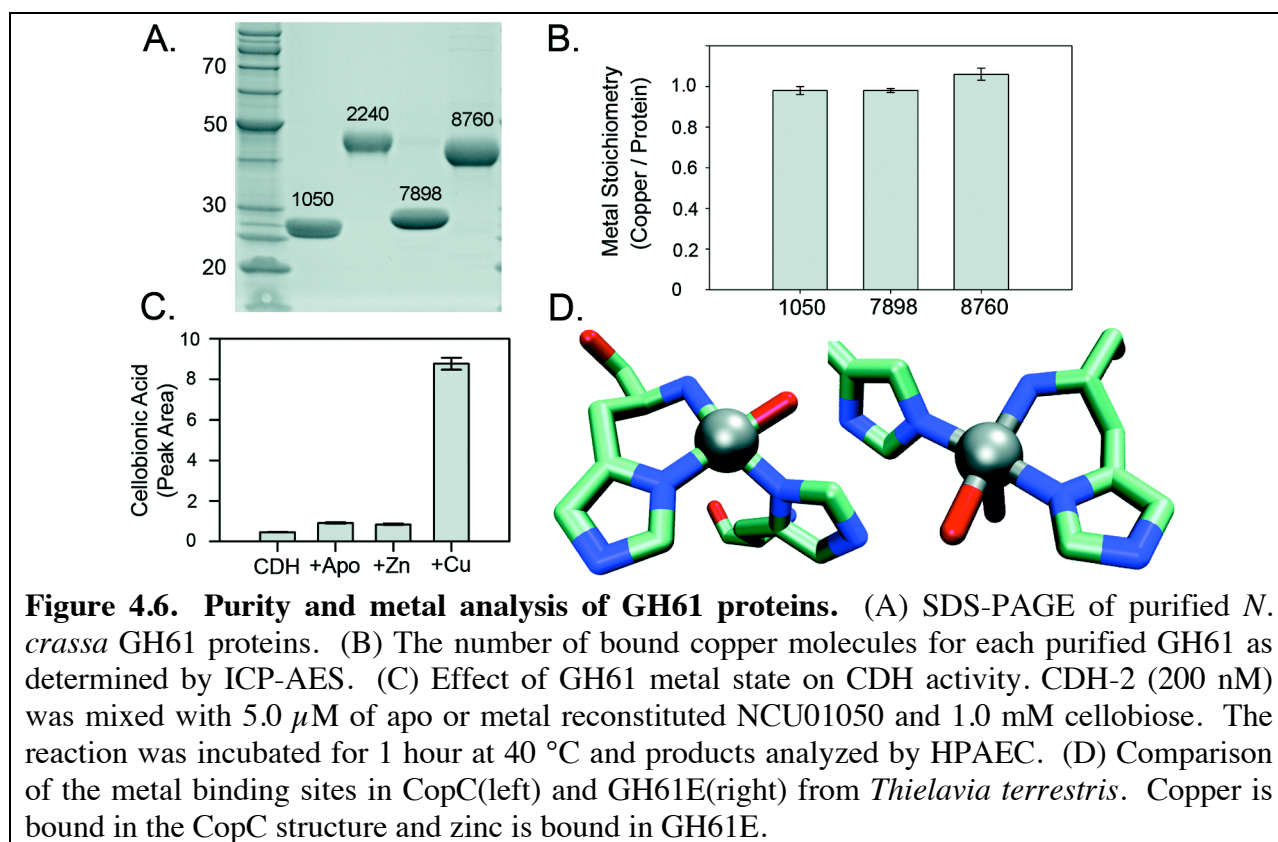 A.
70
50
30
20
1050
2240
7898
8760
B.
Metal Stoichiometry
(Copper / Protein)
1.0
0.8
0.6
0.4
0.2
0
1050 7898 8760
C.
Cellobionic Acid
(Peak Area)
10
8
6
4
2
0
CDH +Apo +Zn +Cu
D.
Figure 4.6. Purity and metal analysis of GH61 proteins. (A) SDS-PAGE of purified N.
crassa GH61 proteins. (B) The number of bound copper molecules for each purified GH61 as
determined by ICP-AES. (C) Effect of GH61 metal state on CDH activity. CDH-2 (200 nM)
was mixed with 5.0 µM of apo or metal reconstituted NCU01050 and 1.0 mM cellobiose. The
reaction was incubated for 1 hour at 40 °C and products analyzed by HPAEC. (D) Comparison
of the metal binding sites in CopC(left) and GH61E(right) from Thielavia terrestris. Copper is
bound in the CopC structure and zinc is bound in GH61E.